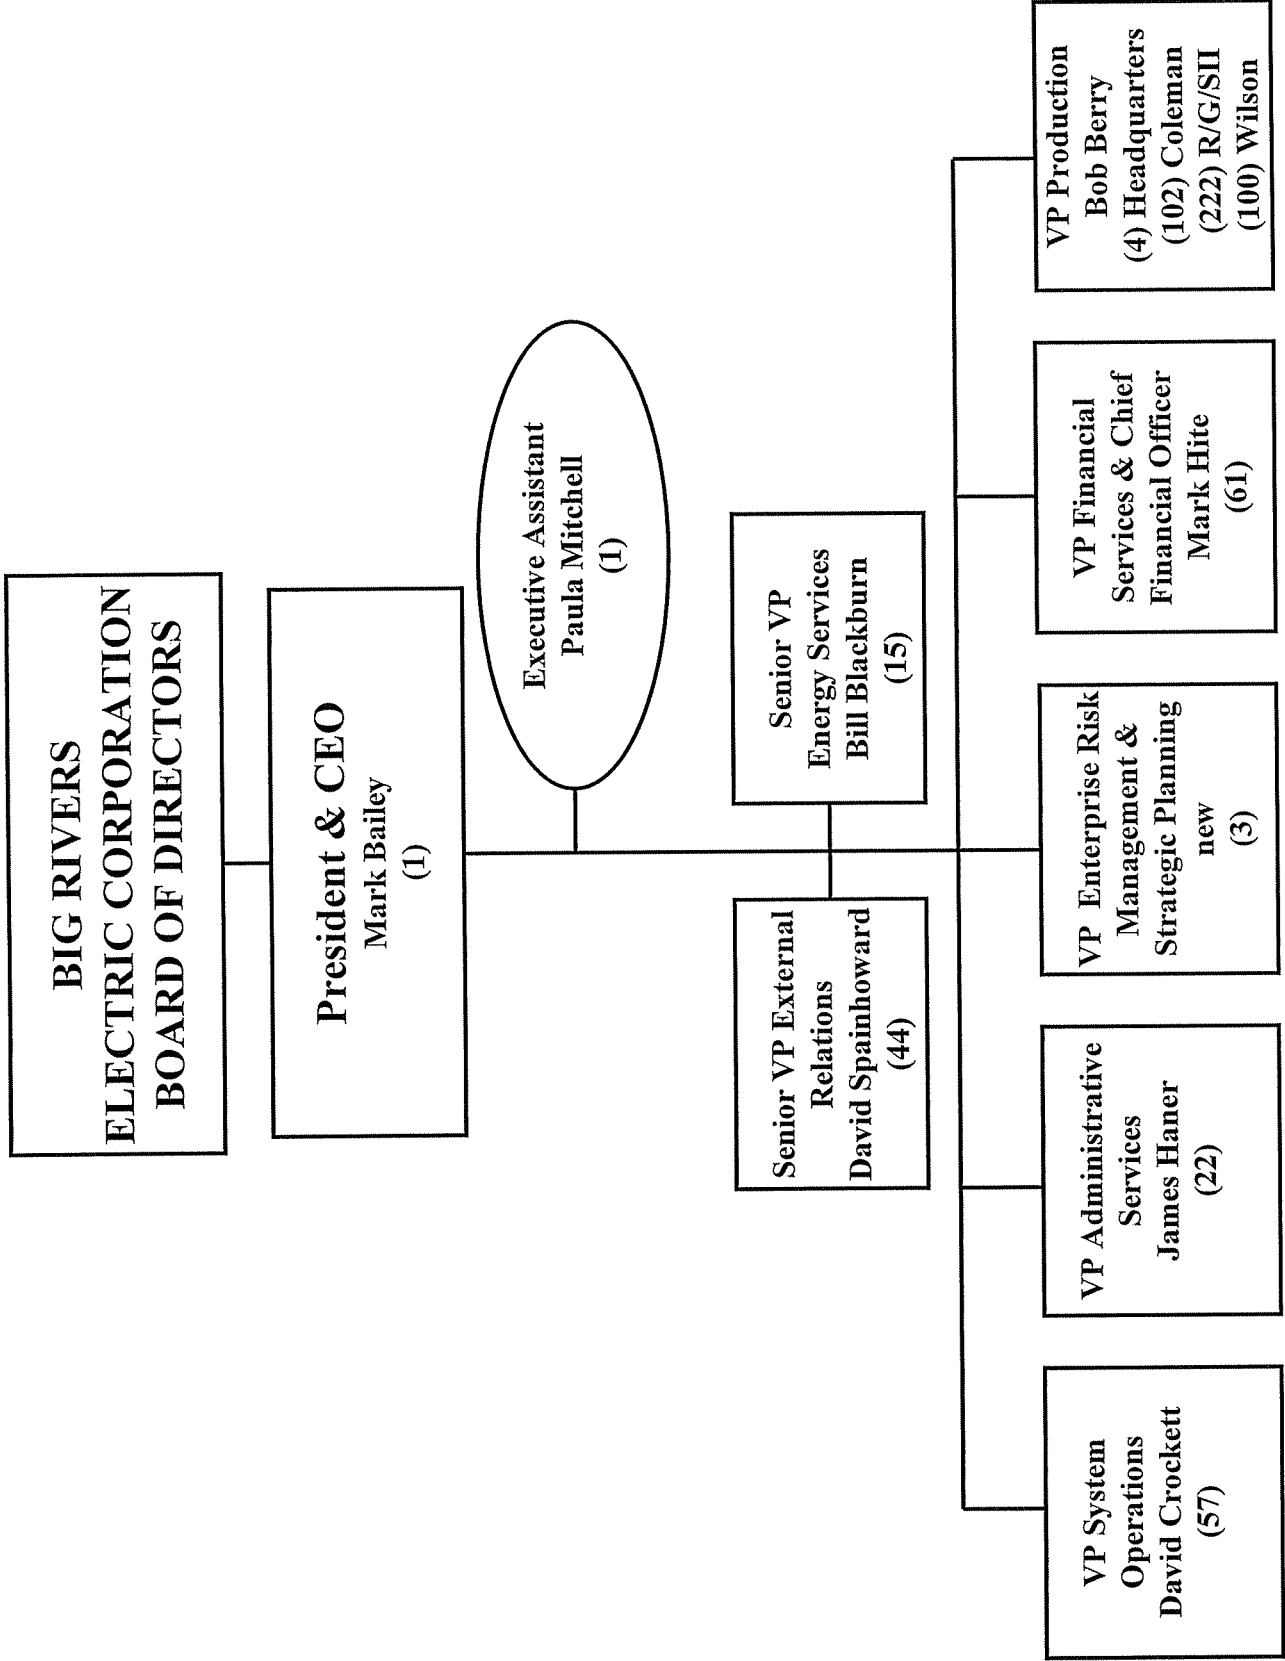 BIG RIVERS
ELECTRIC CORPORATION
BOARD OF DIRECTORS
President & CEO
Mark Bailey
(1)
Executive Assistant
Paula Mitchell
(1)
Senior VP External
Relations
David Spainhoward
(44)
Senior VP
Energy Services
Bill Blackburn
(15)
VP System
Operations
David Crockett
(57)
VP Administrative
Services
James Haner
(22)
VP Enterprise Risk
Management &
Strategic Planning
new
(3)
VP Financial
Services & Chief
Financial Officer
Mark Hite
(61)
VP Production
Bob Berry
(4) Headquarters
(102) Coleman
(222) R/G/SII
(100) Wilson